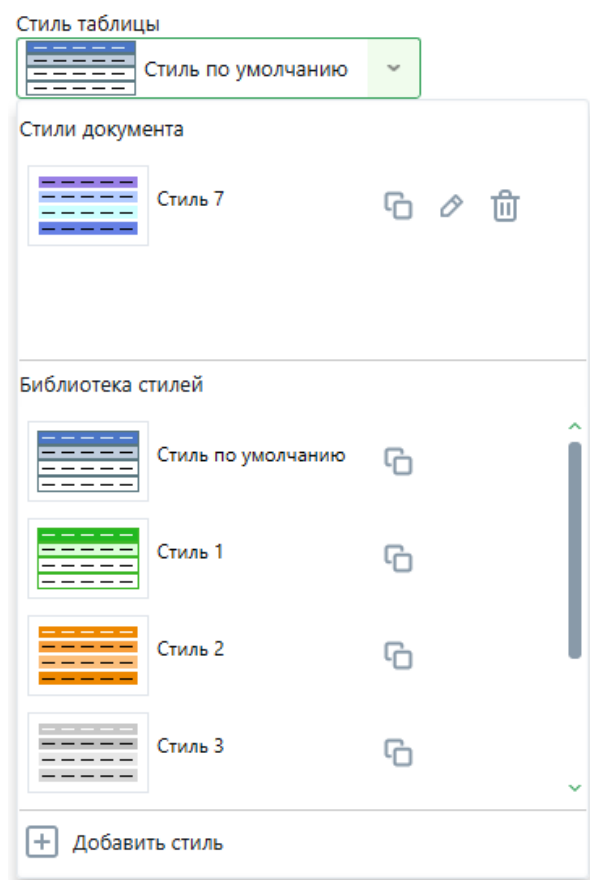 Стиль таблицы
Стиль по умолчанию
Стили документа
Стиль 7
Библиотека стилей
Стиль по умолчанию
Стиль 1
Стиль 2
Стиль 3
Добавить стиль